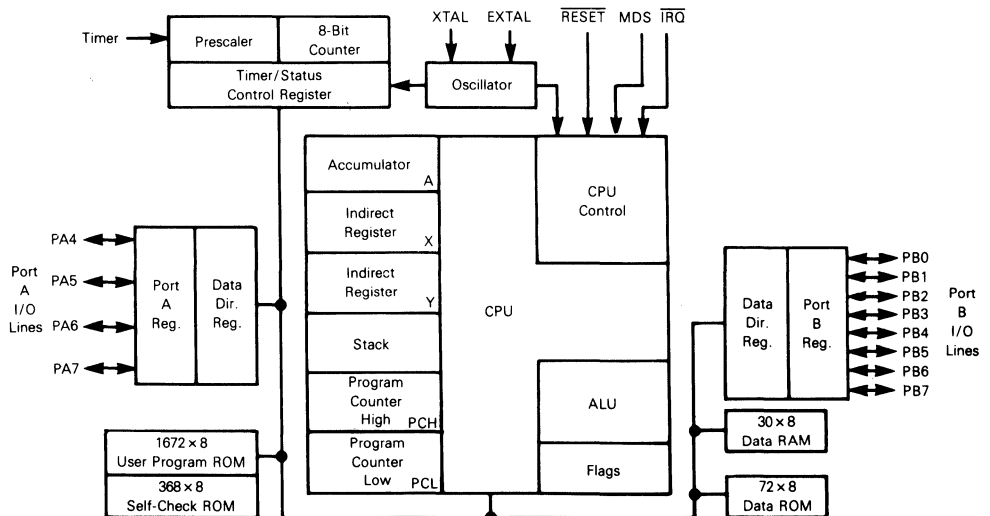 XTAL EXTAL RESET MDS IRQ
Timer
Prescaler
8-Bit
Counter
Timer/Status
Control Register
Oscillator
Accumulator
A
Indirect
Register
X
Indirect
Register
Y
Stack
Program
Counter
High PCH
Program
Counter
Low PCL
CPU
CPU
Control
ALU
Flags
Port
A
I/O
Lines
PA4
PA5
PA6
PA7
Port
A
Reg.
Data
Dir.
Reg.
1672 × 8
User Program ROM
368 × 8
Self-Check ROM
Data
Dir.
Reg.
Port
B
Reg.
PB0
PB1
PB2
PB3
PB4
PB5
PB6
PB7
Port
B
I/O
Lines
30 × 8
Data RAM
72 × 8
Data ROM